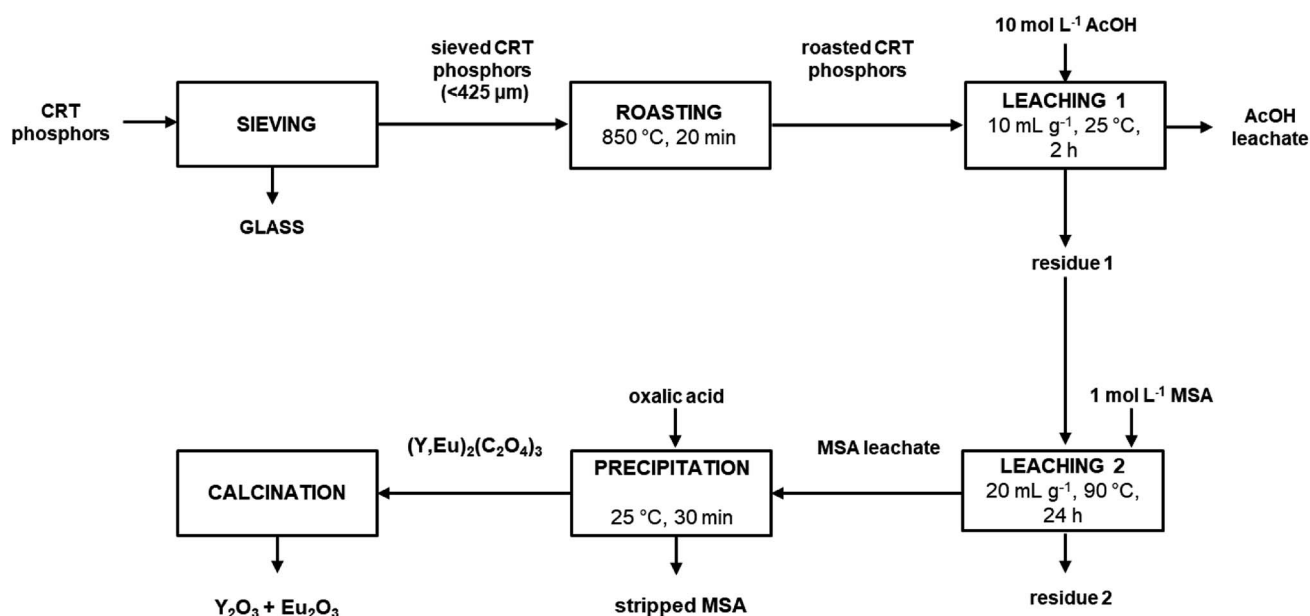 CRT
phosphors
SIEVING
GLASS
sieved CRT
phosphors
(<425 µm)
ROASTING
850 °C, 20 min
roasted CRT
phosphors
10 mol L⁻¹ AcOH
LEACHING 1
10 mL g⁻¹, 25 °C,
2 h
AcOH
leachate
residue 1
1 mol L⁻¹ MSA
LEACHING 2
20 mL g⁻¹, 90 °C,
24 h
residue 2
MSA leachate
oxalic acid
PRECIPITATION
25 °C, 30 min
stripped MSA
(Y,Eu)₂(C₂O₄)₃
CALCINATION
Y₂O₃ + Eu₂O₃